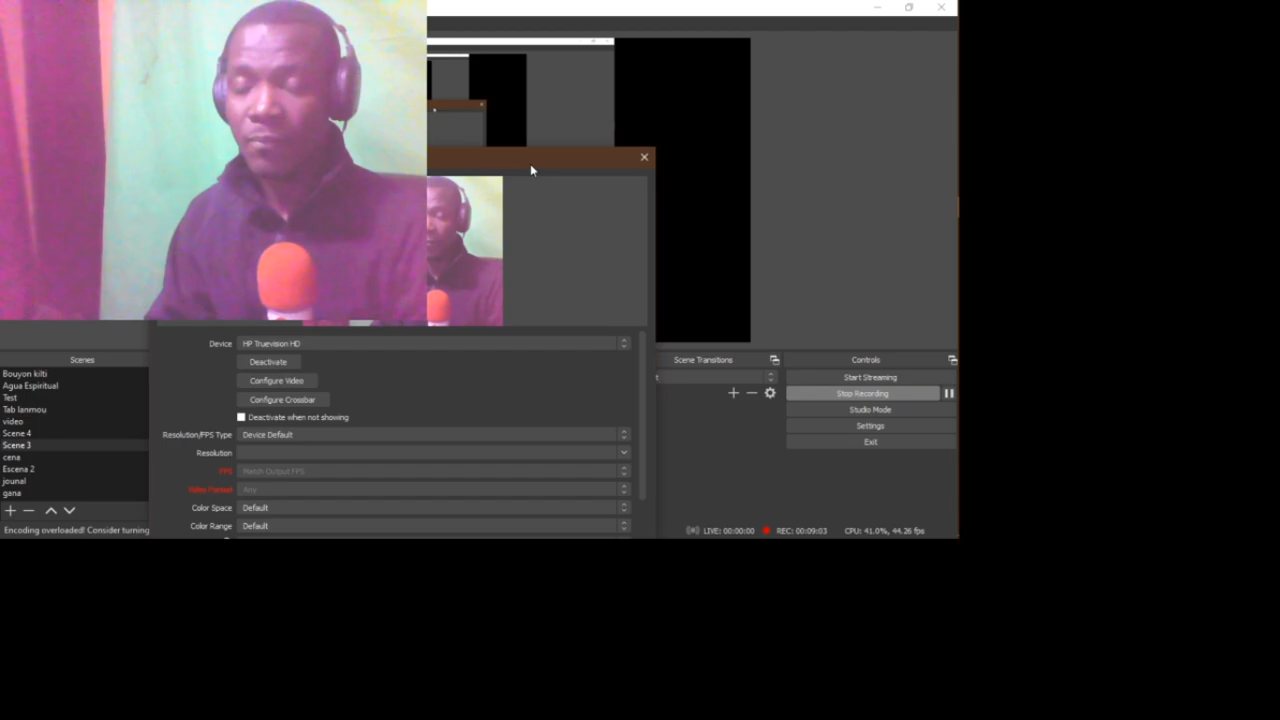 Device
HP Truevision HD
Deactivate
Configure Video
Configure Crossbar
Deactivate when not showing
Resolution/FPS Type
Device Default
Resolution
FPS
Match Output FPS
Video Format
Any
Color Space
Default
Color Range
Default
Scenes
Bouyon kilti
Agua Espiritual
Test
Tab lanmou
video
Scene 4
Scene 3
cena
Escena 2
jounal
gana
Scene Transitions
Controls
Start Streaming
Stop Recording
Studio Mode
Settings
Exit
Encoding overloaded! Consider turning
LIVE: 00:00:00
REC: 00:09:03
CPU: 41.0%, 44.26 fps